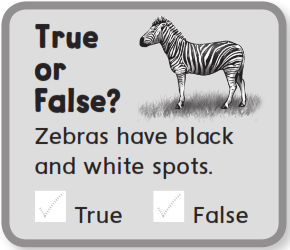 True
or
False?
Zebras have black
and white spots.
True False